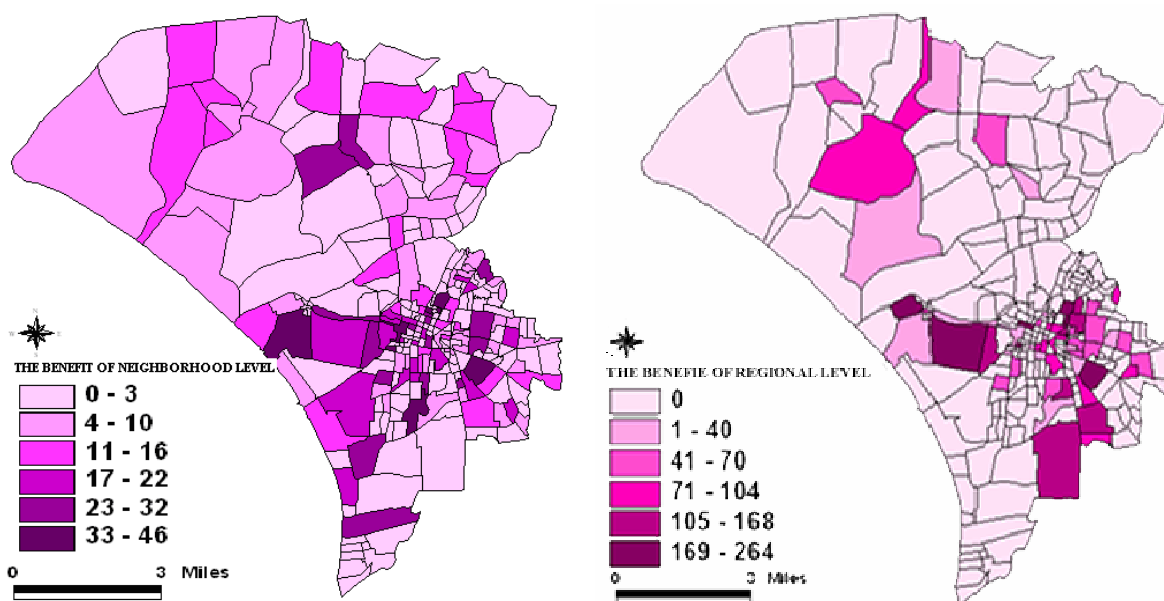 N
W E
S
THE BENEFIT OF NEIGHBORHOOD LEVEL
0 - 3
4 - 10
11 - 16
17 - 22
23 - 32
33 - 46
0 3 Miles
THE BENEFIE OF REGIONAL LEVEL
0
1 - 40
41 - 70
71 - 104
105 - 168
169 - 264
0 3 Miles